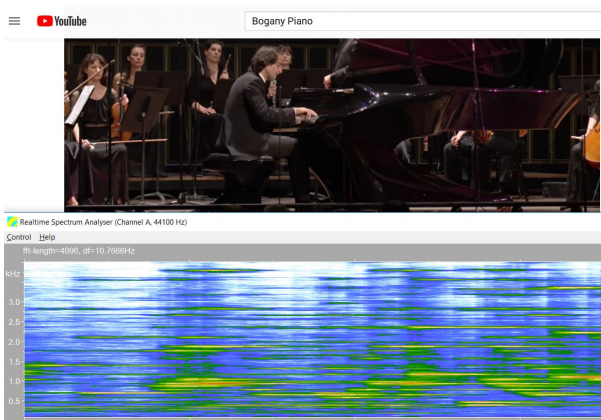 YouTube
Bogany Piano
Realtime Spectrum Analyser (Channel A, 44100 Hz)
Control Help
fft-length=4096, df=10.7666Hz
kHz
3.0
2.5
2.0
1.5
1.0
0.5